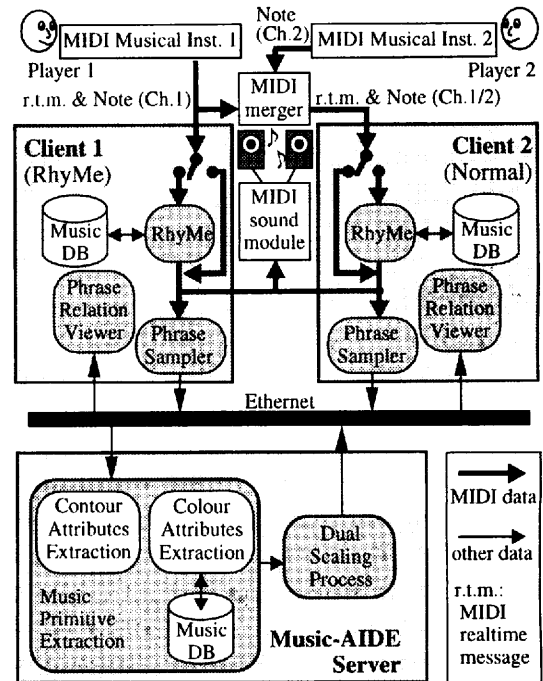 Note
(Ch.2)
MIDI Musical Inst. 1
MIDI Musical Inst. 2
Player 1
Player 2
r.t.m. & Note (Ch.1)
MIDI
merger
r.t.m. & Note (Ch.1/2)
Client 1
(RhyMe)
Client 2
(Normal)
Music
DB
RhyMe
MIDI
sound
module
RhyMe
Music
DB
Phrase
Relation
Viewer
Phrase
Sampler
Phrase
Sampler
Phrase
Relation
Viewer
Ethernet
Contour
Attributes
Extraction
Colour
Attributes
Extraction
Music
Primitive
Extraction
Music
DB
Dual
Scaling
Process
Music-AIDE
Server
MIDI data
other data
r.t.m.:
MIDI
realtime
message